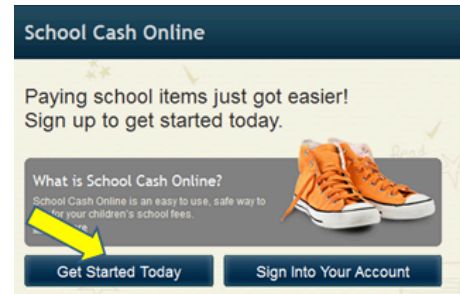 School Cash Online
Paying school items just got easier!
Sign up to get started today.
What is School Cash Online?
School Cash Online is an easy to use, safe way to
for your children's school fees.
Get Started Today
Sign Into Your Account